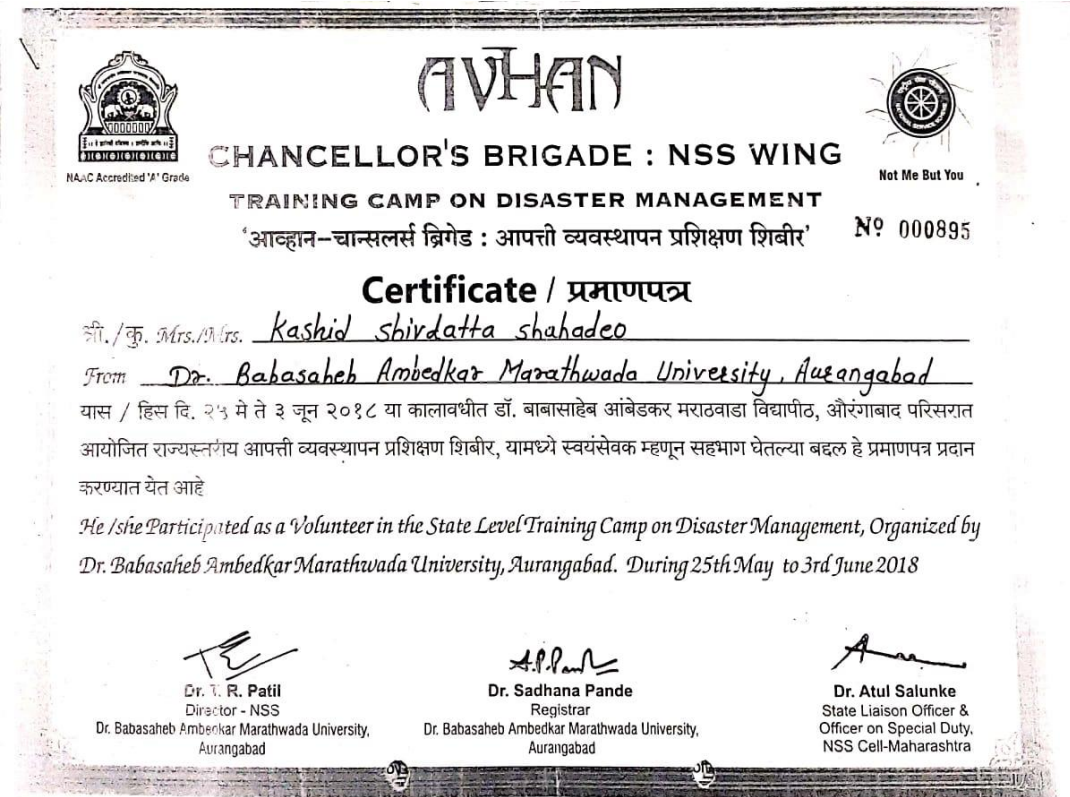 AVHAN
CHANCELLOR'S BRIGADE : NSS WING
NAAC Accredited 'A' Grade
Not Me But You
TRAINING CAMP ON DISASTER MANAGEMENT
'आव्हान-चान्सलर्स ब्रिगेड : आपत्ती व्यवस्थापन प्रशिक्षण शिबीर'
Nº 000895
Certificate / प्रमाणपत्र
श्री. / कु. Mrs./Mrs. Kashid Shivdatta Shahadeo
From Dr. Babasaheb Ambedkar Marathwada University, Aurangabad
यास / हिस दि. २५ मे ते ३ जून २०१८ या कालावधीत डॉ. बाबासाहेब आंबेडकर मराठवाडा विद्यापीठ, औरंगाबाद परिसरात
आयोजित राज्यस्तरीय आपत्ती व्यवस्थापन प्रशिक्षण शिबीर, यामध्ये स्वयंसेवक म्हणून सहभाग घेतल्या बद्दल हे प्रमाणपत्र प्रदान
करण्यात येत आहे
He /she Participated as a Volunteer in the State Level Training Camp on Disaster Management, Organized by
Dr. Babasaheb Ambedkar Marathwada University, Aurangabad. During 25th May to 3rd June 2018
Dr. T. R. Patil
Director - NSS
Dr. Babasaheb Ambedkar Marathwada University,
Aurangabad
Dr. Sadhana Pande
Registrar
Dr. Babasaheb Ambedkar Marathwada University,
Aurangabad
Dr. Atul Salunke
State Liaison Officer &
Officer on Special Duty,
NSS Cell-Maharashtra